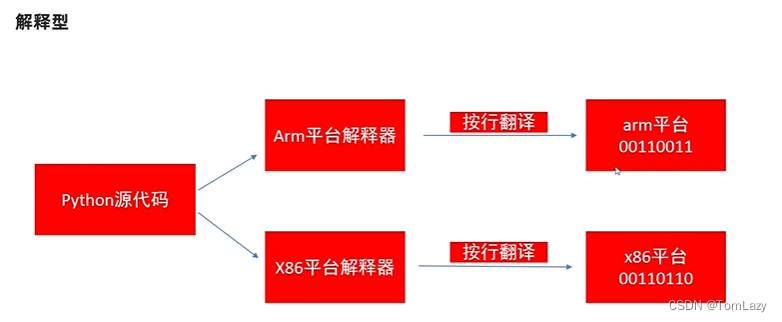 解释型
Arm平台解释器
按行翻译
arm平台
00110011
Python源代码
X86平台解释器
按行翻译
x86平台
00110110
CSDN @TomLazy